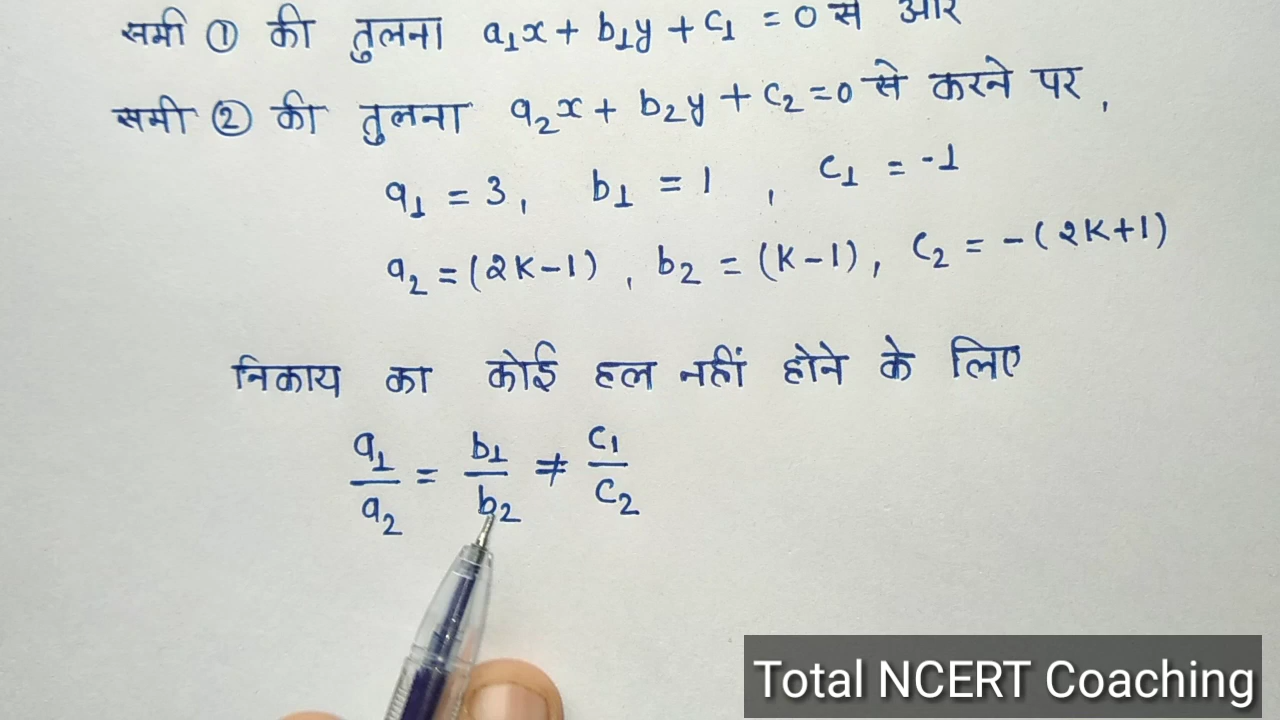 समी ① की तुलना a₁x + b₁y + c₁ = 0 से और
समी ② की तुलना a₂x + b₂y + c₂ = 0 से करने पर,
a₁ = 3, b₁ = 1, c₁ = -1
a₂ = (2K-1), b₂ = (K-1), c₂ = -(2K+1)
निकाय का कोई हल नहीं होने के लिए
a₁/a₂ = b₁/b₂ ≠ c₁/c₂
Total NCERT Coaching